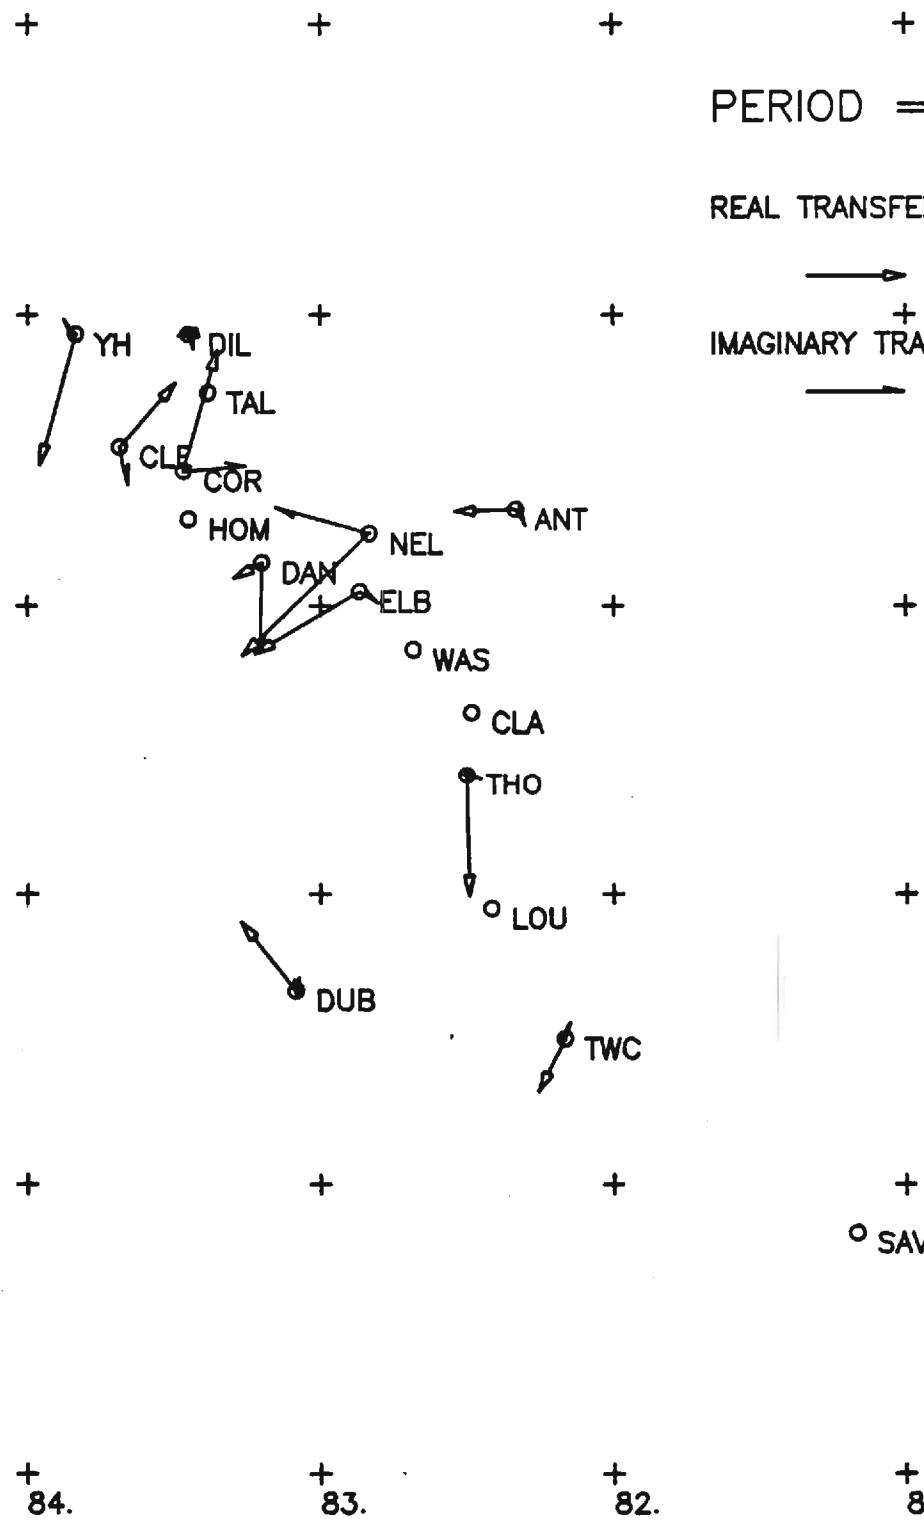 PERIOD =
REAL TRANSFE
IMAGINARY TRA
YH
DIL
TAL
CLE
COR
HOM
ANT
NEL
DAN
ELB
WAS
CLA
THO
LOU
DUB
TWC
SAV
84. 83. 82. 8